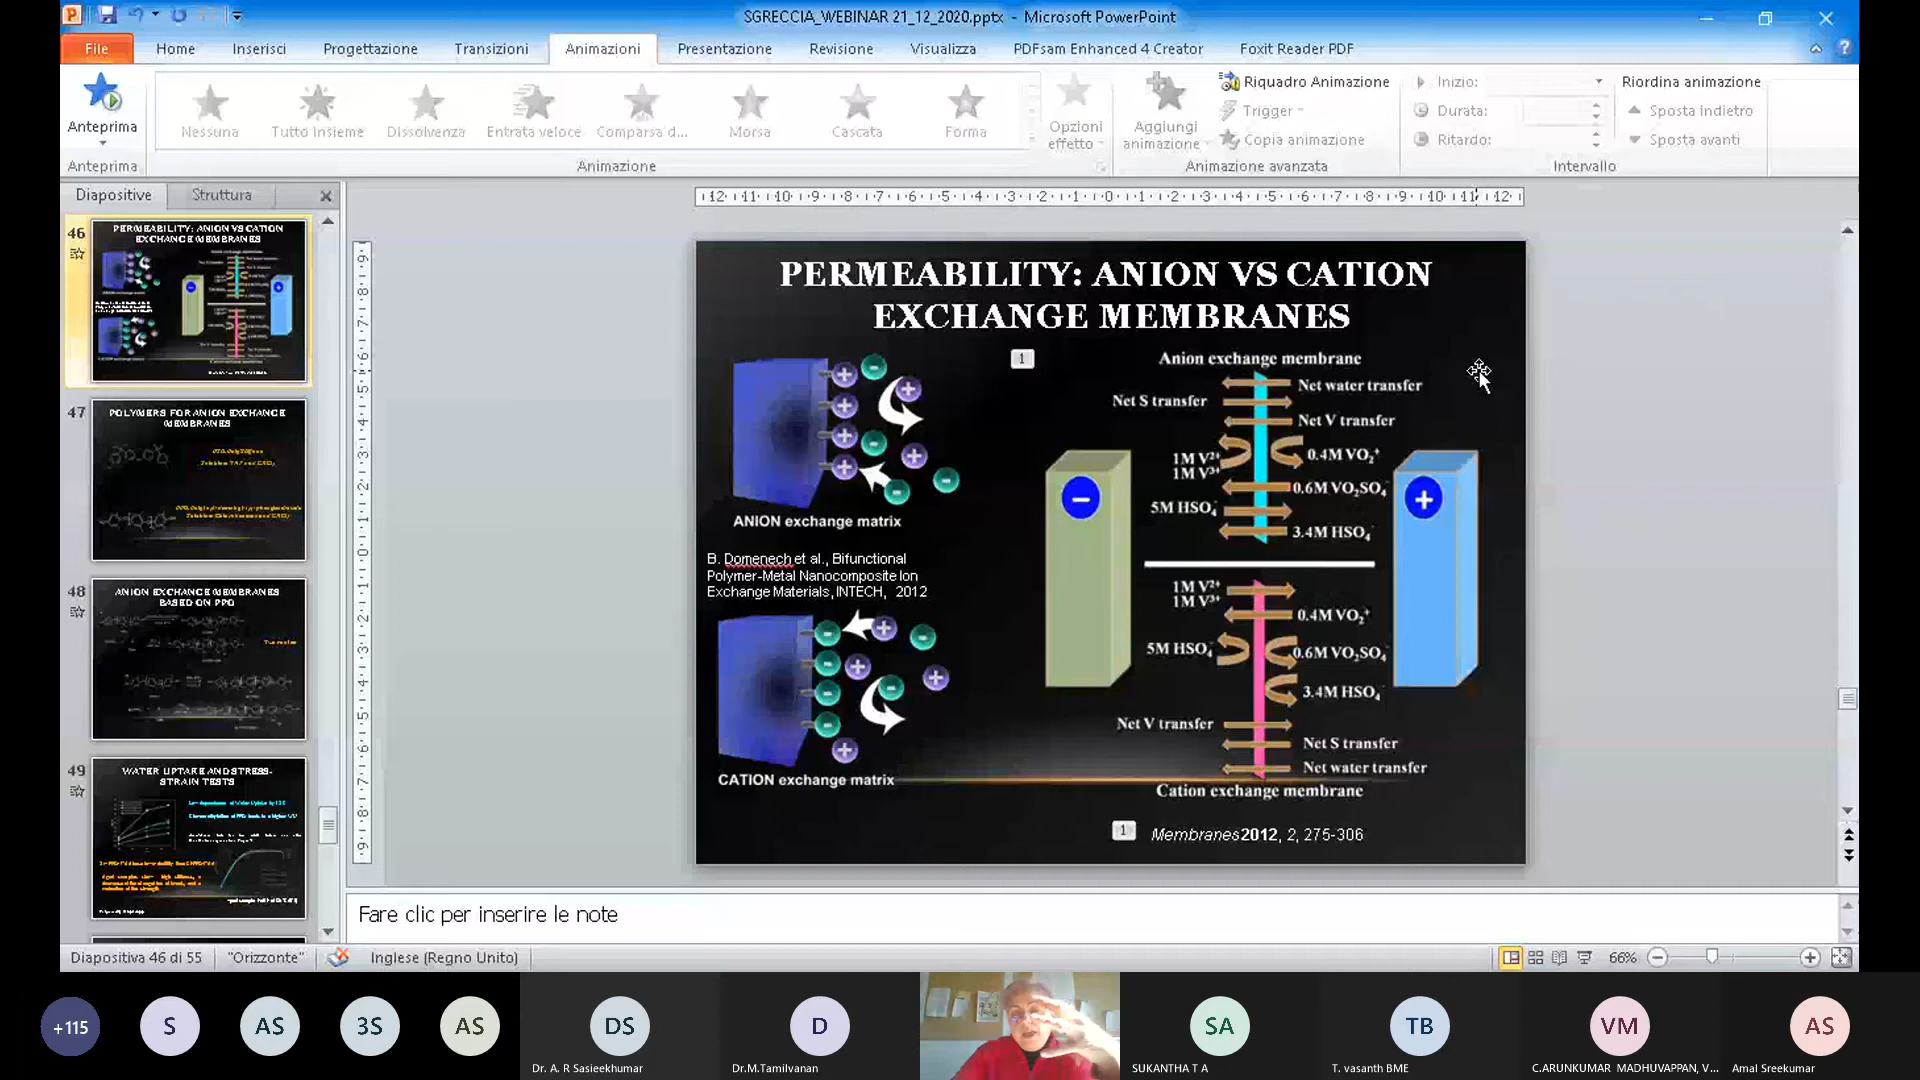 SGRECCIA_WEBINAR 21_12_2020.pptx - Microsoft PowerPoint
File Home Inserisci Progettazione Transizioni Animazioni Presentazione Revisione Visualizza PDFsam Enhanced 4 Creator Foxit Reader PDF
Anteprima
Anteprima
Nessuna Tutto insieme Dissolvenza Entrata veloce Comparsa d... Morsa Cascata Forma
Animazione
Opzioni effetto
Aggiungi animazione
Riquadro Animazione
Trigger
Copia animazione
Animazione avanzata
Inizio:
Durata:
Ritardo:
Riordina animazione
Sposta indietro
Sposta avanti
Intervallo
Diapositive Struttura
46
PERMEABILITY: ANION VS CATION
EXCHANGE MEMBRANES
47
POLYMERS FOR ANION EXCHANGE
MEMBRANES
48
ANION EXCHANGE MEMBRANES
BASED ON PPO
49
WATER UPTAKE AND STRESS-
STRAIN TESTS
PERMEABILITY: ANION VS CATION
EXCHANGE MEMBRANES
1
ANION exchange matrix
B. Domenech et al., Bifunctional
Polymer-Metal Nanocomposite Ion
Exchange Materials, INTECH, 2012
CATION exchange matrix
Anion exchange membrane
Net water transfer
Net S transfer
Net V transfer
1M V²⁺
1M V³⁺
0.4M VO₂⁺
0.6M VO₂SO₄⁻
5M HSO₄⁻
3.4M HSO₄⁻
1M V²⁺
1M V³⁺
0.4M VO₂⁺
5M HSO₄⁻
0.6M VO₂SO₄⁻
3.4M HSO₄⁻
Net V transfer
Net S transfer
Net water transfer
Cation exchange membrane
1
Membranes 2012, 2, 275-306
Fare clic per inserire le note
Diapositiva 46 di 55 "Orizzonte" Inglese (Regno Unito) 66%
+115 S AS 3S AS DS D SA TB VM AS
Dr. A. R Sasieekhumar Dr.M.Tamilvanan SUKANTHA T A T. vasanth BME C.ARUNKUMAR MADHUVAPPAN, V... Amal Sreekumar